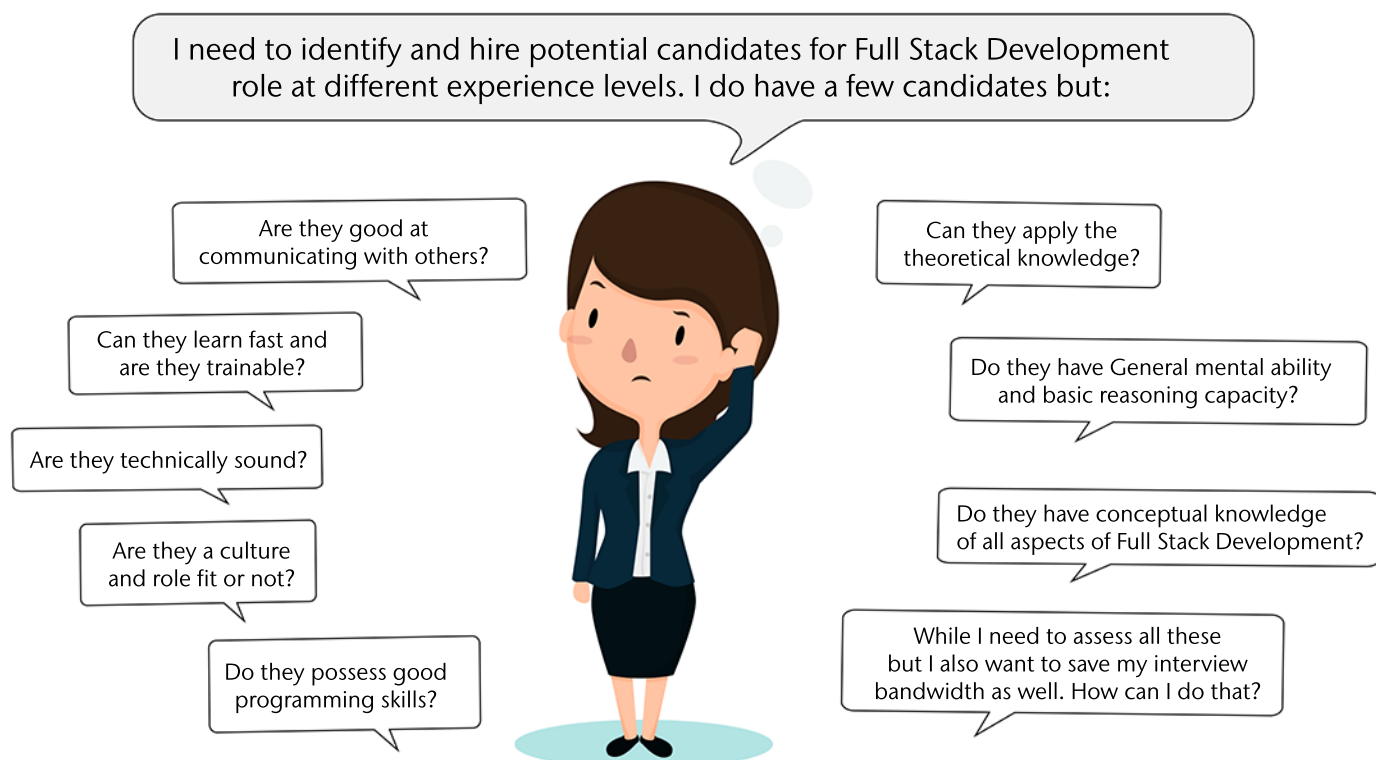 I need to identify and hire potential candidates for Full Stack Development
role at different experience levels. I do have a few candidates but:
Are they good at
communicating with others?
Can they learn fast and
are they trainable?
Are they technically sound?
Are they a culture
and role fit or not?
Do they possess good
programming skills?
Can they apply the
theoretical knowledge?
Do they have General mental ability
and basic reasoning capacity?
Do they have conceptual knowledge
of all aspects of Full Stack Development?
While I need to assess all these
but I also want to save my interview
bandwidth as well. How can I do that?